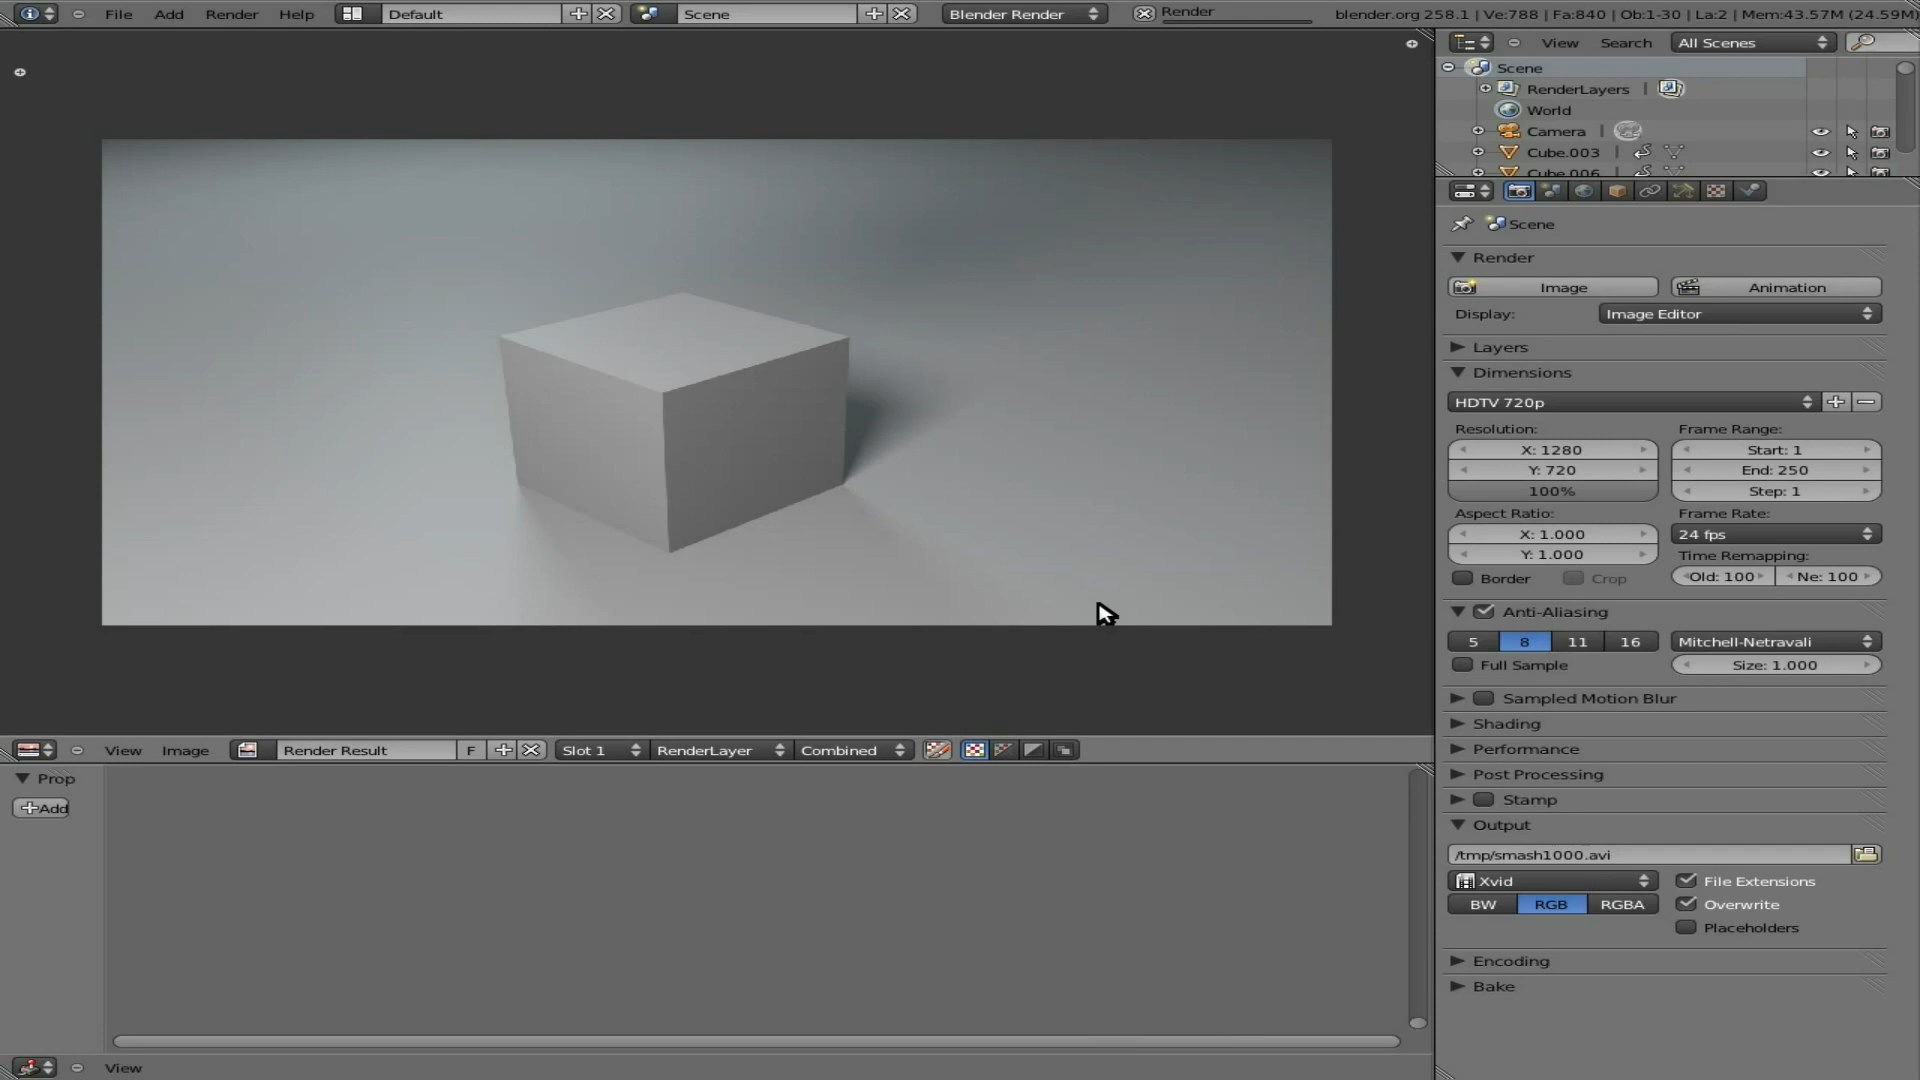 File Add Render Help Default Scene Blender Render Render blender.org 258.1 | Ve:788 | Fa:840 | Ob:1-30 | La:2 | Mem:43.57M (24.59M)
View Search All Scenes
Scene
RenderLayers
World
Camera
Cube.003
Cube.006
Scene
Render
Image Animation
Display: Image Editor
Layers
Dimensions
HDTV 720p
Resolution: Frame Range:
X: 1280 Start: 1
Y: 720 End: 250
100% Step: 1
Aspect Ratio: Frame Rate:
X: 1.000 24 fps
Y: 1.000 Time Remapping:
Border Crop Old: 100 Ne: 100
Anti-Aliasing
5 8 11 16 Mitchell-Netravali
Full Sample Size: 1.000
Sampled Motion Blur
Shading
Performance
Post Processing
Stamp
Output
/tmp/smash1000.avi
Xvid File Extensions
BW RGB RGBA Overwrite
Placeholders
Encoding
Bake
View Image Render Result F Slot 1 RenderLayer Combined
Prop
Add
View